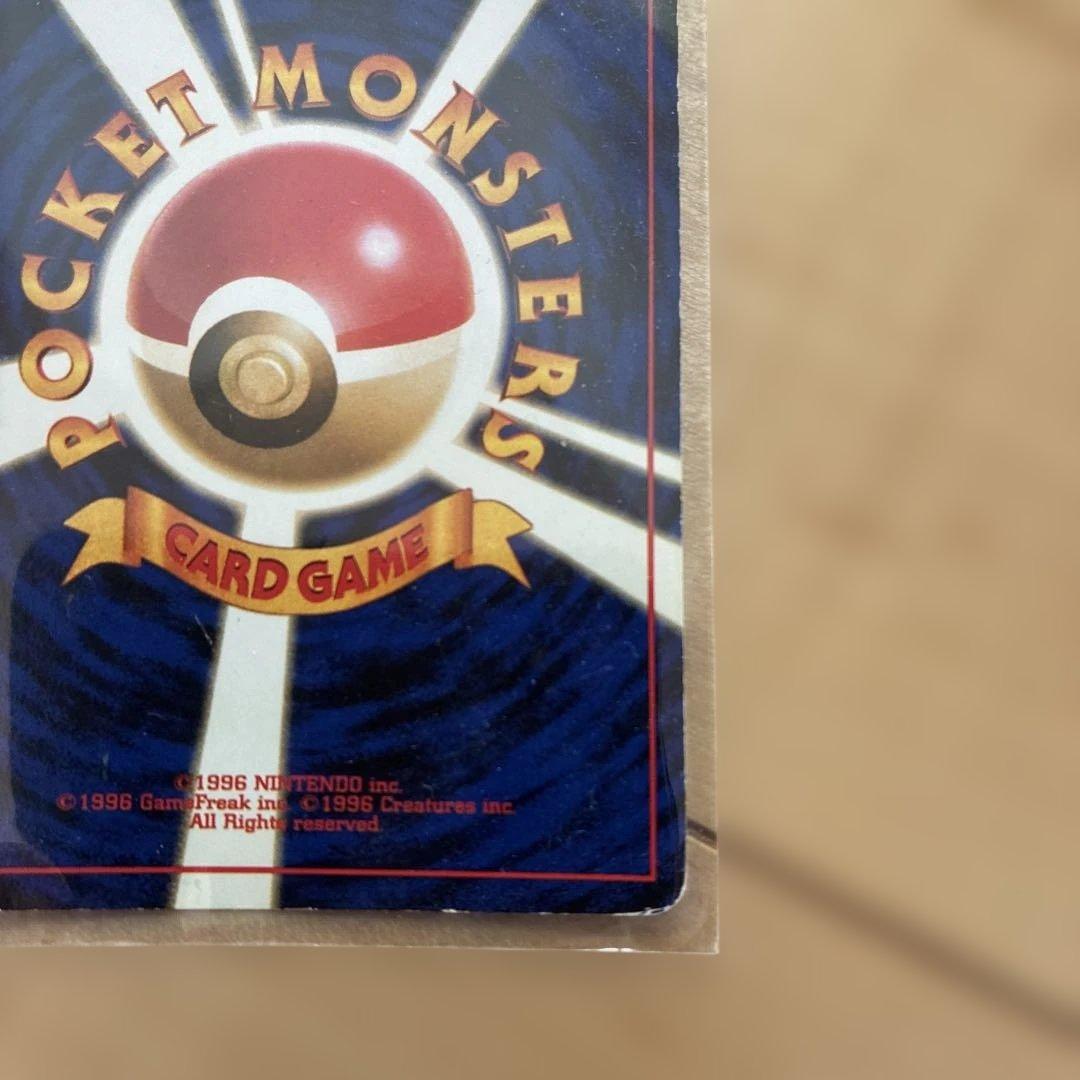 POCKET MONSTERS
CARD GAME
©1996 NINTENDO inc.
©1996 GameFreak inc. ©1996 Creatures inc.
All Rights reserved.